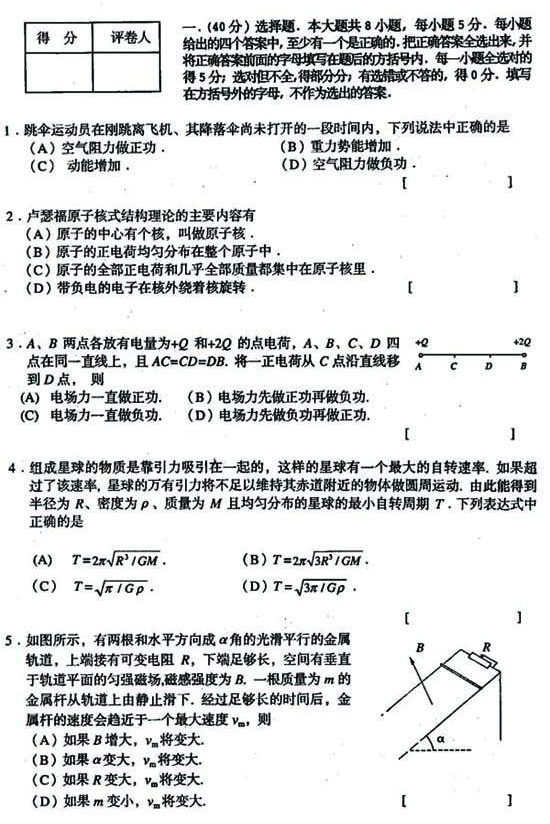 得 分 评卷人
一.(40分)选择题.本大题共8小题,每小题5分.每小题
给出的四个答案中,至少有一个是正确的.把正确答案全选出来,并
将正确答案前面的字母填写在题后的方括号内.每一小题全选对的
得5分;选对但不全,得部分分;有选错或不答的,得0分.填写
在方括号外的字母,不作为选出的答案.
1.跳伞运动员在刚跳离飞机、其降落伞尚未打开的一段时间内,下列说法中正确的是
(A)空气阻力做正功. (B)重力势能增加.
(C) 动能增加. (D)空气阻力做负功.
[ ]
2.卢瑟福原子核式结构理论的主要内容有
(A)原子的中心有个核,叫做原子核.
(B)原子的正电荷均匀分布在整个原子中.
(C)原子的全部正电荷和几乎全部质量都集中在原子核里.
(D)带负电的电子在核外绕着核旋转. [ ]
3.A、B 两点各放有电量为+Q 和+2Q 的点电荷,A、B、C、D 四
点在同一直线上,且 AC=CD=DB.将一正电荷从 C 点沿直线移
到 D 点, 则
(A) 电场力一直做正功. (B)电场力先做正功再做负功.
(C) 电场力一直做负功. (D)电场力先做负功再做正功.
[ ]
+Q +2Q
A C D B
4.组成星球的物质是靠引力吸引在一起的,这样的星球有一个最大的自转速率.如果超
过了该速率,星球的万有引力将不足以维持其赤道附近的物体做圆周运动.由此能得到
半径为 R、密度为 ρ、质量为 M 且均匀分布的星球的最小自转周期 T.下列表达式中
正确的是
(A) T=2π√R³/GM. (B)T=2π√3R³/GM.
(C) T=√π/Gρ. (D)T=√3π/Gρ.
[ ]
5.如图所示,有两根和水平方向成 α 角的光滑平行的金属
轨道,上端接有可变电阻 R,下端足够长,空间有垂直
于轨道平面的匀强磁场,磁感强度为 B.一根质量为 m 的
金属杆从轨道上由静止滑下.经过足够长的时间后,金
属杆的速度会趋近于一个最大速度 vm,则
(A)如果 B 增大,vm将变大.
(B)如果 α 变大,vm将变大.
(C)如果 R 变大,vm将变大.
(D)如果 m 变小,vm将变大. [ ]
B R
α